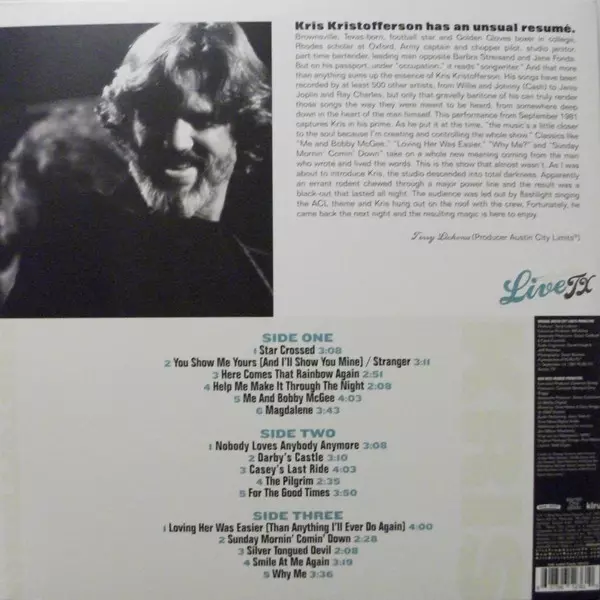 Kris Kristofferson has an unsual resumè.
Brownsville, Texas-born, football star and Golden Gloves boxer in college,
Rhodes scholar at Oxford, Army captain and chopper pilot, studio janitor,
part time bartender, leading man opposite Barbra Streisand and Jane Fonda.
But on his passport, under "occupation," it reads "songwriter." And that more
than anything sums up the essence of Kris Kristofferson. His songs have been
recorded by at least 500 other artists, from Willie and Johnny (Cash) to Janis
Joplin and Ray Charles, but only that gravelly baritone of his can truly render
those songs the way they were meant to be heard, from somewhere deep
down in the heart of the man himself. This performance from September 1981
captures Kris in his prime. As he put it at the time, "the music's a little closer
to the soul because I'm creating and controlling the whole show." Classics like
"Me and Bobby McGee," "Loving Her Was Easier," "Why Me?" and "Sunday
Mornin' Comin' Down" take on a whole new meaning coming from the man
who wrote and lived the words. This is the show that almost wasn't. As I was
about to introduce Kris, the studio descended into total darkness. Apparently
an errant rodent chewed through a major power line and the result was a
black-out that lasted all night. The audience was led out by flashlight singing
the ACL theme and Kris hung out on the roof with the crew. Fortunately, he
came back the next night and the resulting magic is here to enjoy.
Terry Lickona (Producer Austin City Limits®)
Live TX
SIDE ONE
1 Star Crossed 3:08
2 You Show Me Yours [And I'll Show You Mine] / Stranger 3:11
3 Here Comes That Rainbow Again 2:51
4 Help Me Make It Through The Night 2:08
5 Me And Bobby McGee 4:03
6 Magdalene 3:43
SIDE TWO
1 Nobody Loves Anybody Anymore 3:08
2 Darby's Castle 3:10
3 Casey's Last Ride 4:03
4 The Pilgrim 2:35
5 For The Good Times 3:50
SIDE THREE
1 Loving Her Was Easier [Than Anything I'll Ever Do Again] 4:00
2 Sunday Mornin' Comin' Down 2:28
3 Silver Tongued Devil 2:08
4 Smile At Me Again 3:19
5 Why Me 3:36